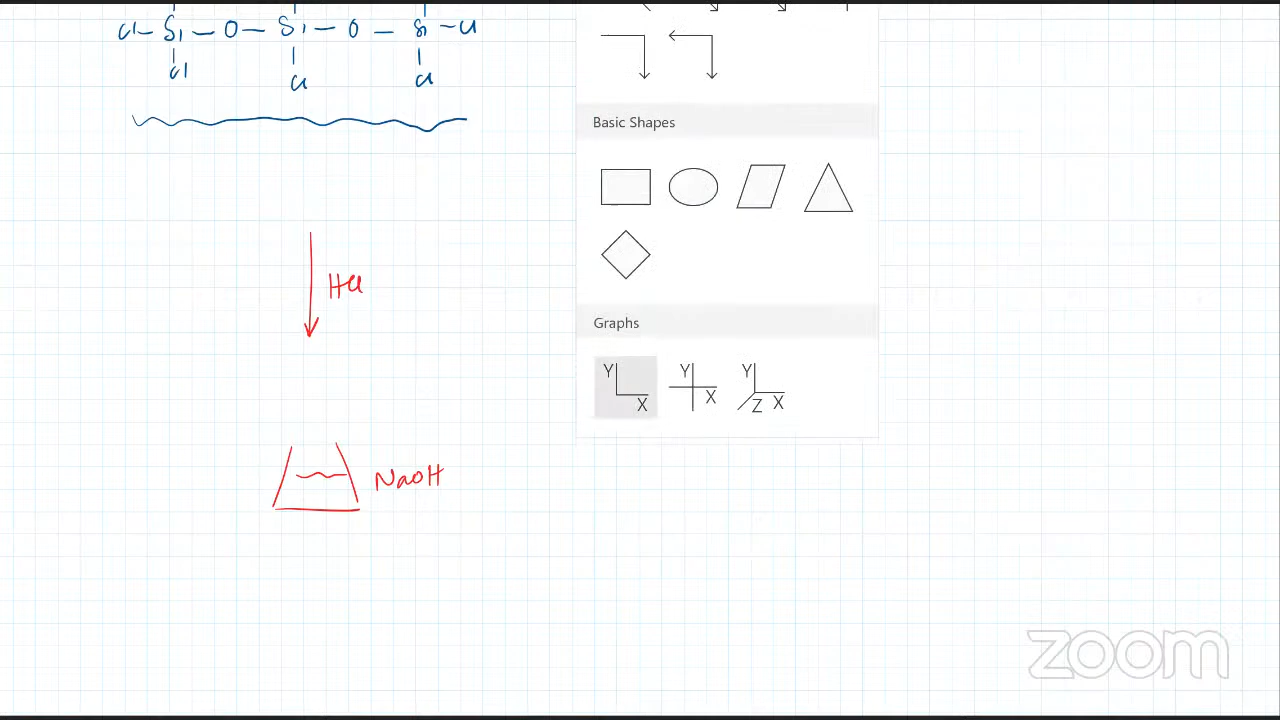 Cl – Si – O – Si – O – Si – Cl
Cl Cl Cl
HCl
NaOH
Basic Shapes
Graphs
Y X
Y X
Y Z X
zoom